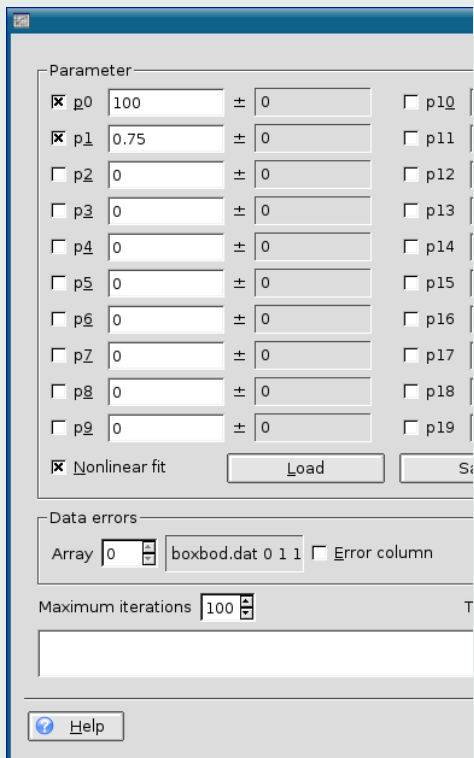 Parameter
p0 100 ± 0 p10
p1 0.75 ± 0 p11
p2 0 ± 0 p12
p3 0 ± 0 p13
p4 0 ± 0 p14
p5 0 ± 0 p15
p6 0 ± 0 p16
p7 0 ± 0 p17
p8 0 ± 0 p18
p9 0 ± 0 p19
Nonlinear fit Load Sa
Data errors
Array 0 boxbod.dat 0 1 1 Error column
Maximum iterations 100 T
Help